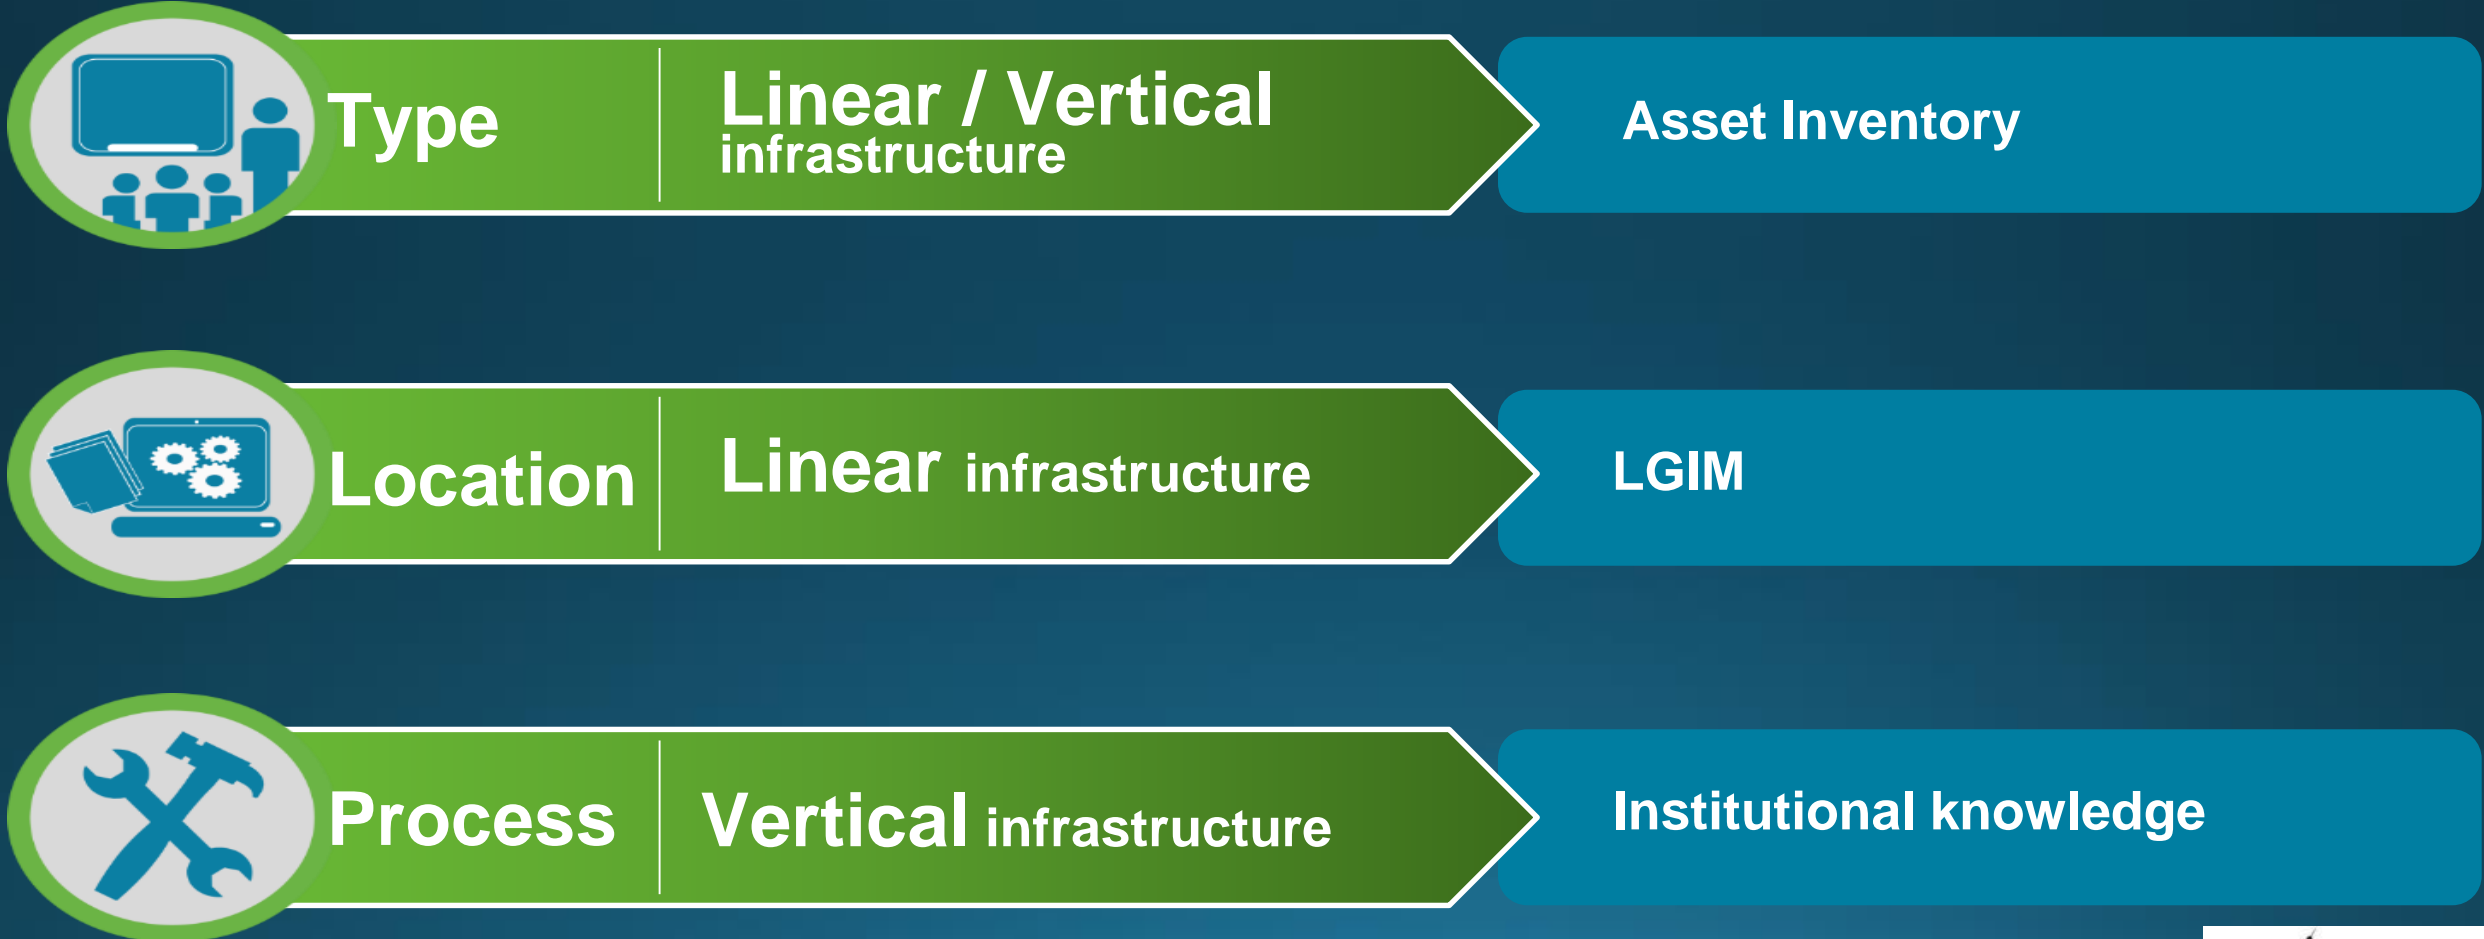 Type
Linear / Vertical
infrastructure
Asset Inventory
Location
Linear infrastructure
LGIM
Process
Vertical infrastructure
Institutional knowledge